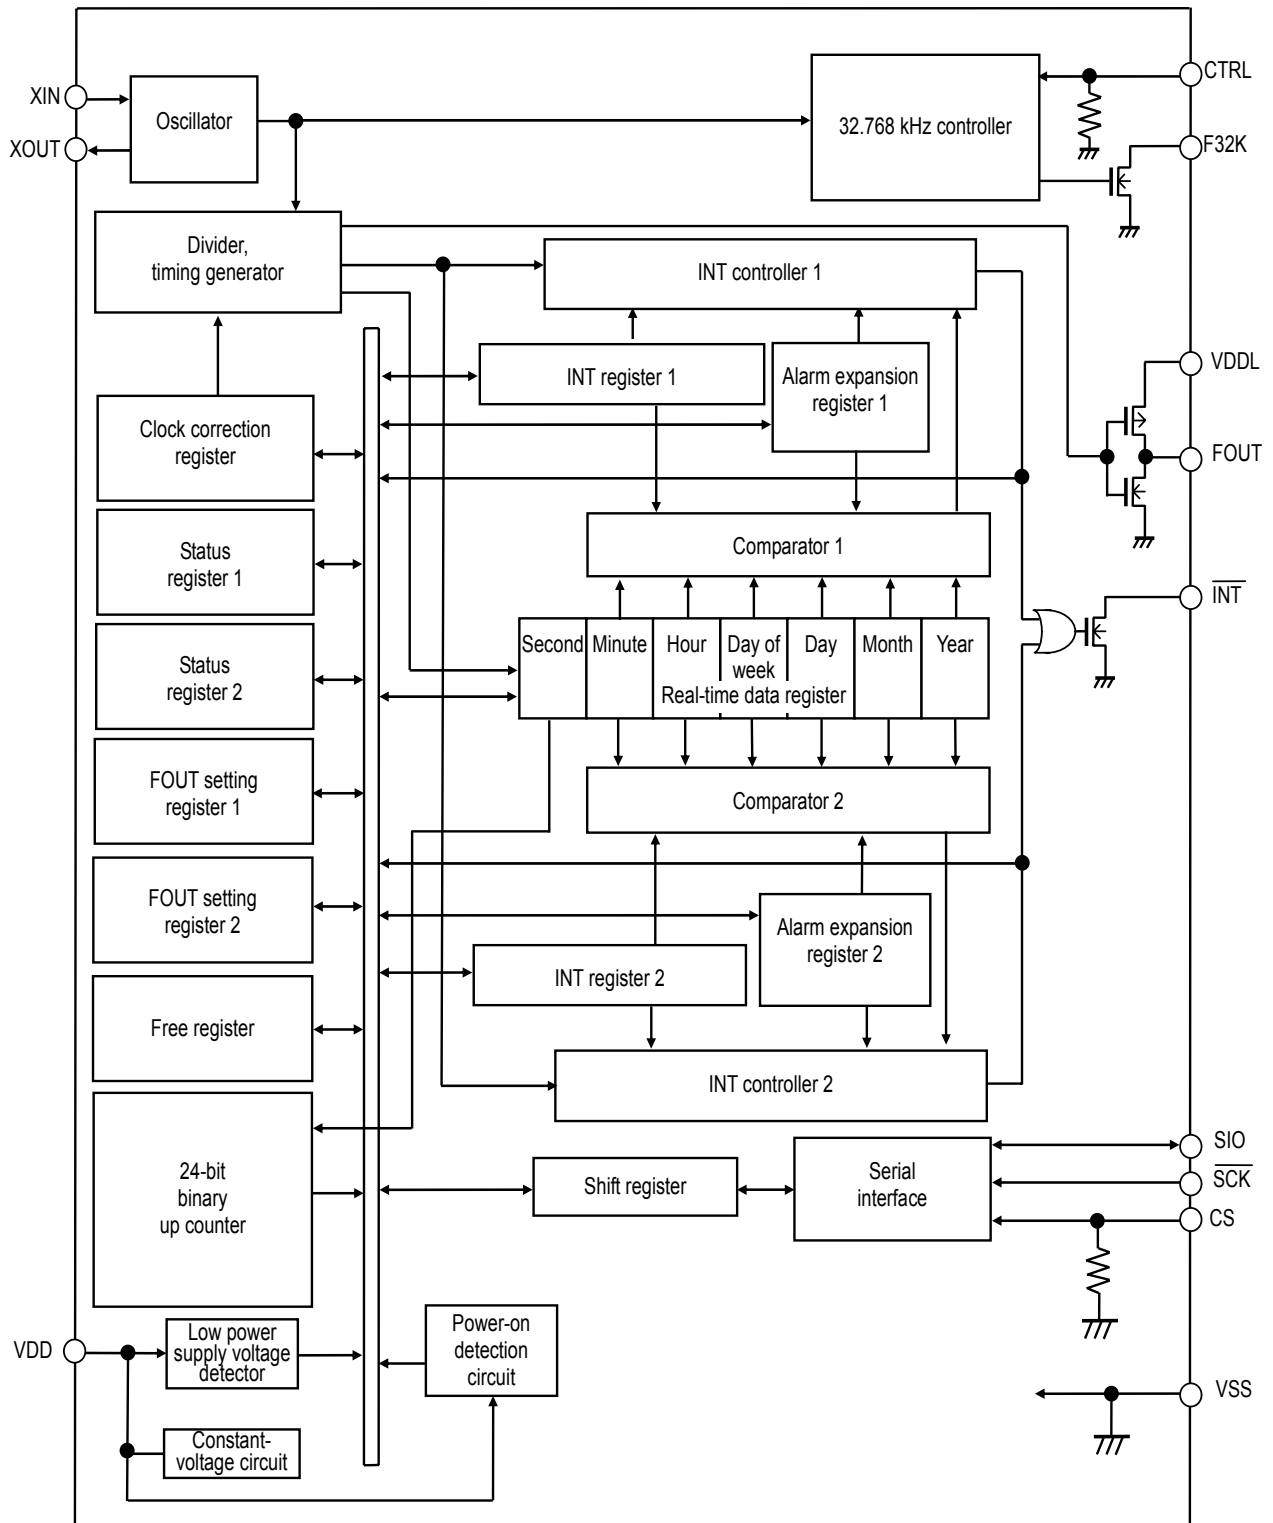 XIN
XOUT
Oscillator
32.768 kHz controller
CTRL
F32K
Divider,
timing generator
INT controller 1
INT register 1
Alarm expansion
register 1
VDDL
FOUT
Clock correction
register
Status
register 1
Comparator 1
INT
Second
Minute
Hour
Day of
week
Day
Month
Year
Real-time data register
Status
register 2
FOUT setting
register 1
Comparator 2
FOUT setting
register 2
Alarm expansion
register 2
INT register 2
Free register
INT controller 2
24-bit
binary
up counter
Shift register
Serial
interface
SIO
SCK
CS
VDD
Low power
supply voltage
detector
Power-on
detection
circuit
VSS
Constant-
voltage circuit